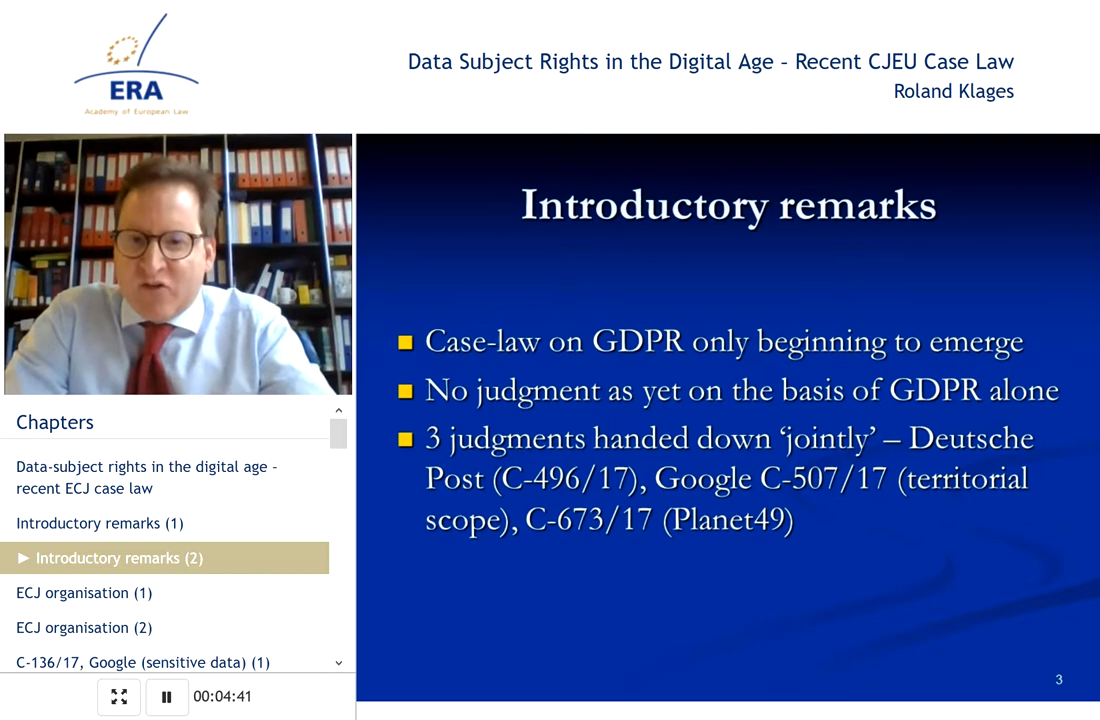 ERA
Academy of European Law
Data Subject Rights in the Digital Age – Recent CJEU Case Law
Roland Klages
Introductory remarks
Case-law on GDPR only beginning to emerge
No judgment as yet on the basis of GDPR alone
3 judgments handed down ‘jointly’ – Deutsche
Post (C-496/17), Google C-507/17 (territorial
scope), C-673/17 (Planet49)
3
Chapters
Data-subject rights in the digital age –
recent ECJ case law
Introductory remarks (1)
► Introductory remarks (2)
ECJ organisation (1)
ECJ organisation (2)
C-136/17, Google (sensitive data) (1)
00:04:41